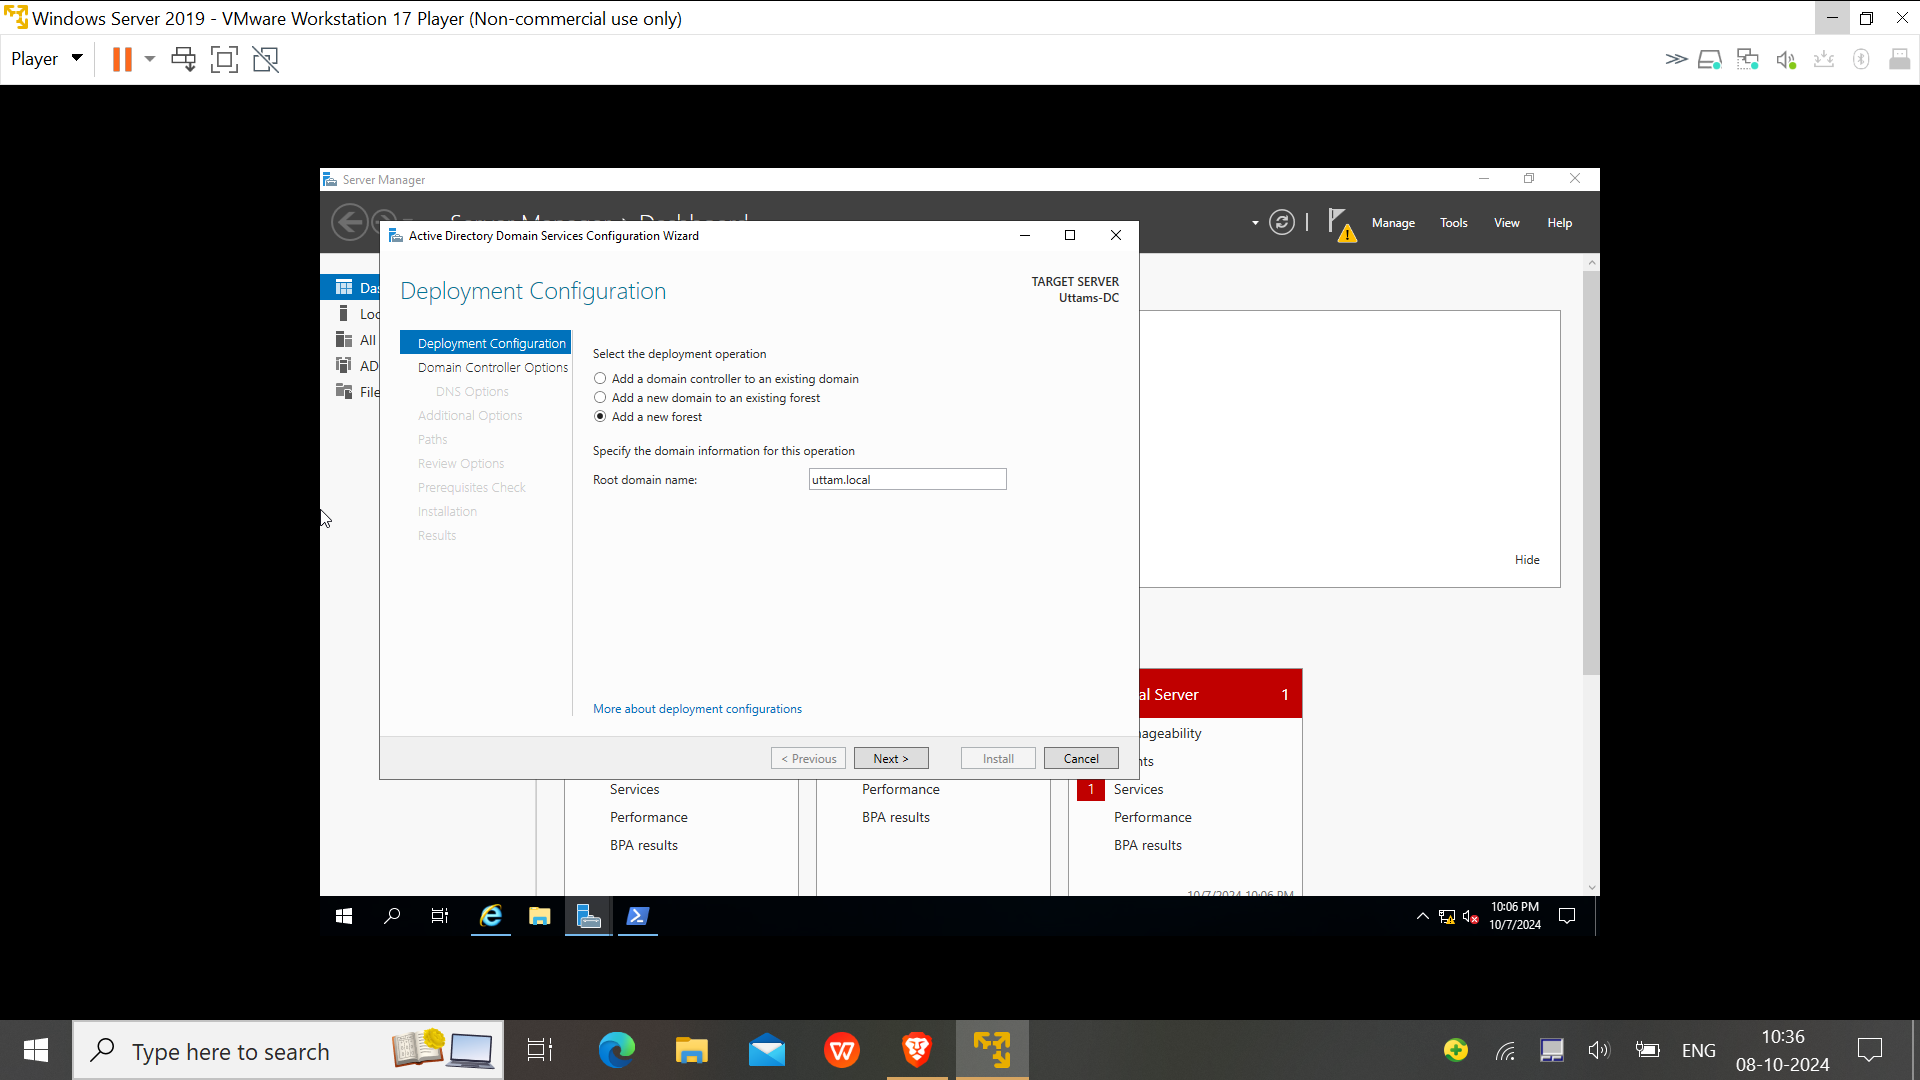 Windows Server 2019 - VMware Workstation 17 Player (Non-commercial use only)
Player
Server Manager
Manage
Tools
View
Help
Active Directory Domain Services Configuration Wizard
Deployment Configuration
TARGET SERVER
Uttams-DC
Das
Loc
All
AD
File
Deployment Configuration
Domain Controller Options
DNS Options
Additional Options
Paths
Review Options
Prerequisites Check
Installation
Results
Select the deployment operation
Add a domain controller to an existing domain
Add a new domain to an existing forest
Add a new forest
Specify the domain information for this operation
Root domain name:
uttam.local
More about deployment configurations
< Previous
Next >
Install
Cancel
Hide
al Server
1
ageability
nts
Services
Performance
BPA results
Performance
BPA results
1
Services
Performance
BPA results
10/7/2024 10:06 PM
10:06 PM
10/7/2024
Type here to search
ENG
10:36
08-10-2024